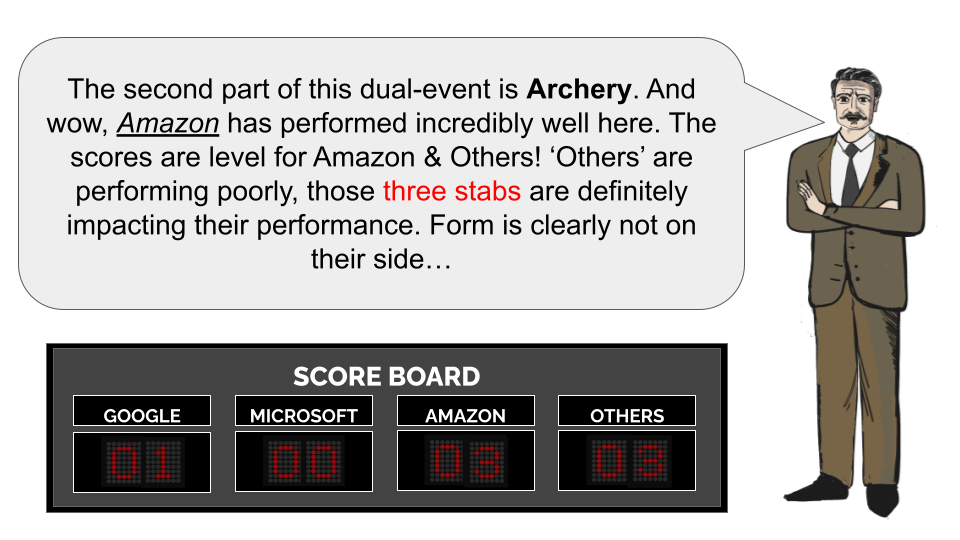 The second part of this dual-event is Archery. And
wow, Amazon has performed incredibly well here. The
scores are level for Amazon & Others! ‘Others’ are
performing poorly, those three stabs are definitely
impacting their performance. Form is clearly not on
their side…
SCORE BOARD
GOOGLE MICROSOFT AMAZON OTHERS
01 00 03 03